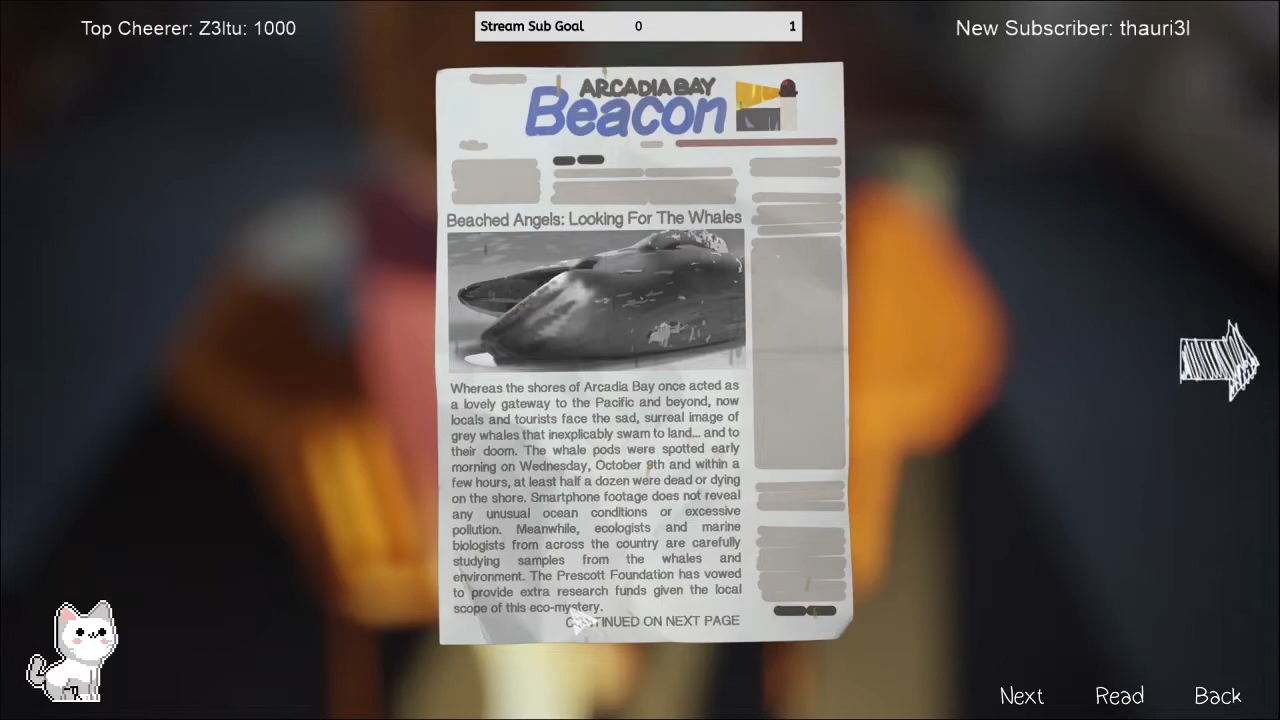 Top Cheerer: Z3ltu: 1000
Stream Sub Goal 0 1
New Subscriber: thauri3l
ARCADIA BAY
Beacon
Beached Angels: Looking For The Whales
Whereas the shores of Arcadia Bay once acted as
a lovely gateway to the Pacific and beyond, now
locals and tourists face the sad, surreal image of
grey whales that inexplicably swam to land... and to
their doom. The whale pods were spotted early
morning on Wednesday, October 9th and within a
few hours, at least half a dozen were dead or dying
on the shore. Smartphone footage does not reveal
any unusual ocean conditions or excessive
pollution. Meanwhile, ecologists and marine
biologists from across the country are carefully
studying samples from the whales and
environment. The Prescott Foundation has vowed
to provide extra research funds given the local
scope of this eco-mystery.
CONTINUED ON NEXT PAGE
Next Read Back